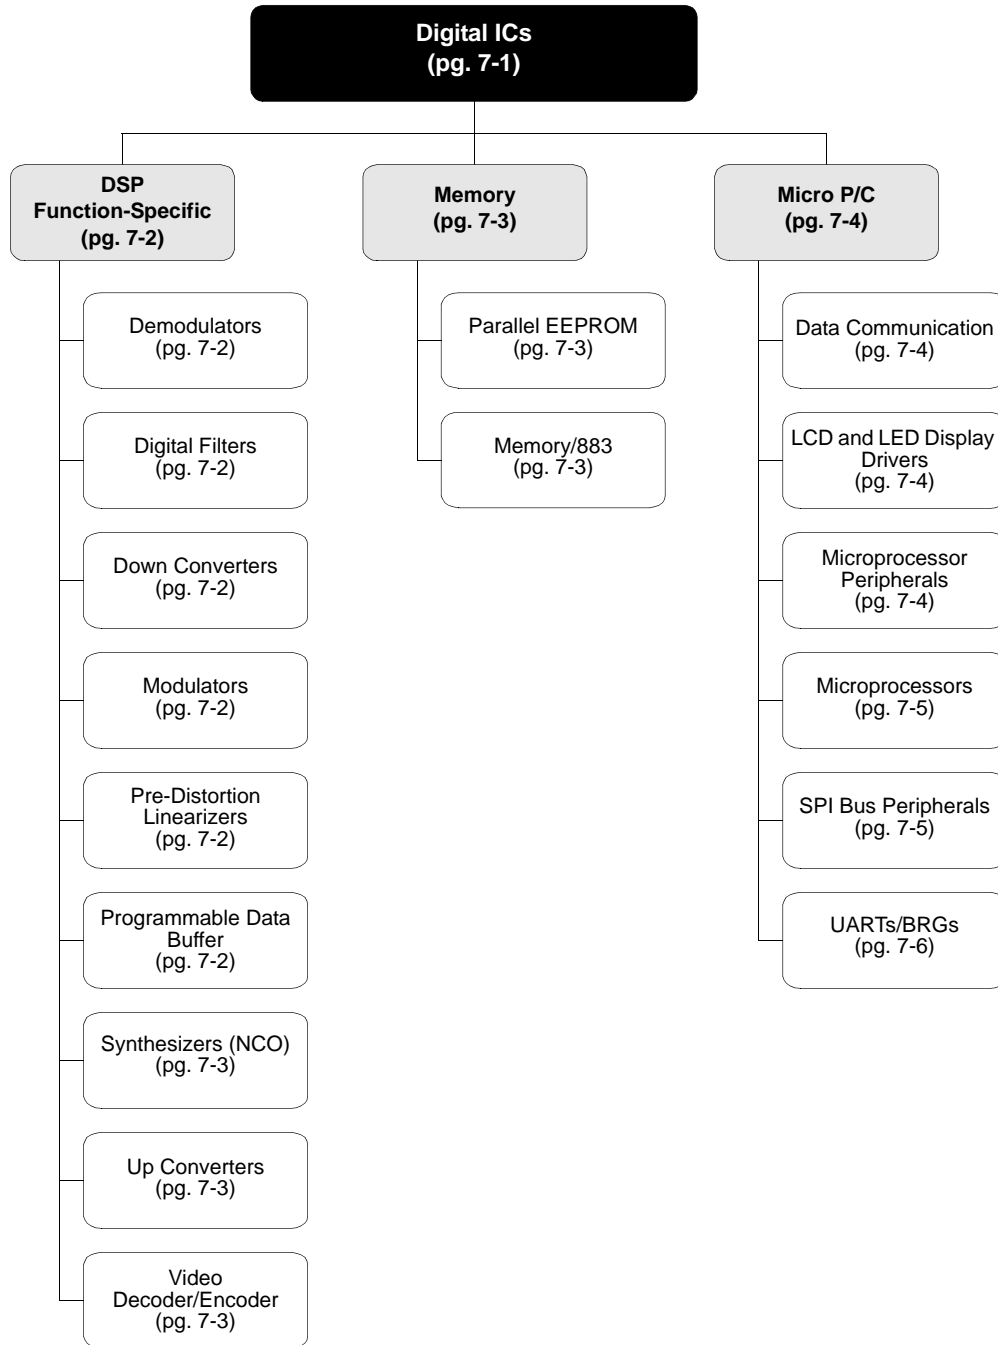 Digital ICs
(pg. 7-1)
DSP
Function-Specific
(pg. 7-2)
Demodulators
(pg. 7-2)
Digital Filters
(pg. 7-2)
Down Converters
(pg. 7-2)
Modulators
(pg. 7-2)
Pre-Distortion
Linearizers
(pg. 7-2)
Programmable Data
Buffer
(pg. 7-2)
Synthesizers (NCO)
(pg. 7-3)
Up Converters
(pg. 7-3)
Video
Decoder/Encoder
(pg. 7-3)
Memory
(pg. 7-3)
Parallel EEPROM
(pg. 7-3)
Memory/883
(pg. 7-3)
Micro P/C
(pg. 7-4)
Data Communication
(pg. 7-4)
LCD and LED Display
Drivers
(pg. 7-4)
Microprocessor
Peripherals
(pg. 7-4)
Microprocessors
(pg. 7-5)
SPI Bus Peripherals
(pg. 7-5)
UARTs/BRGs
(pg. 7-6)